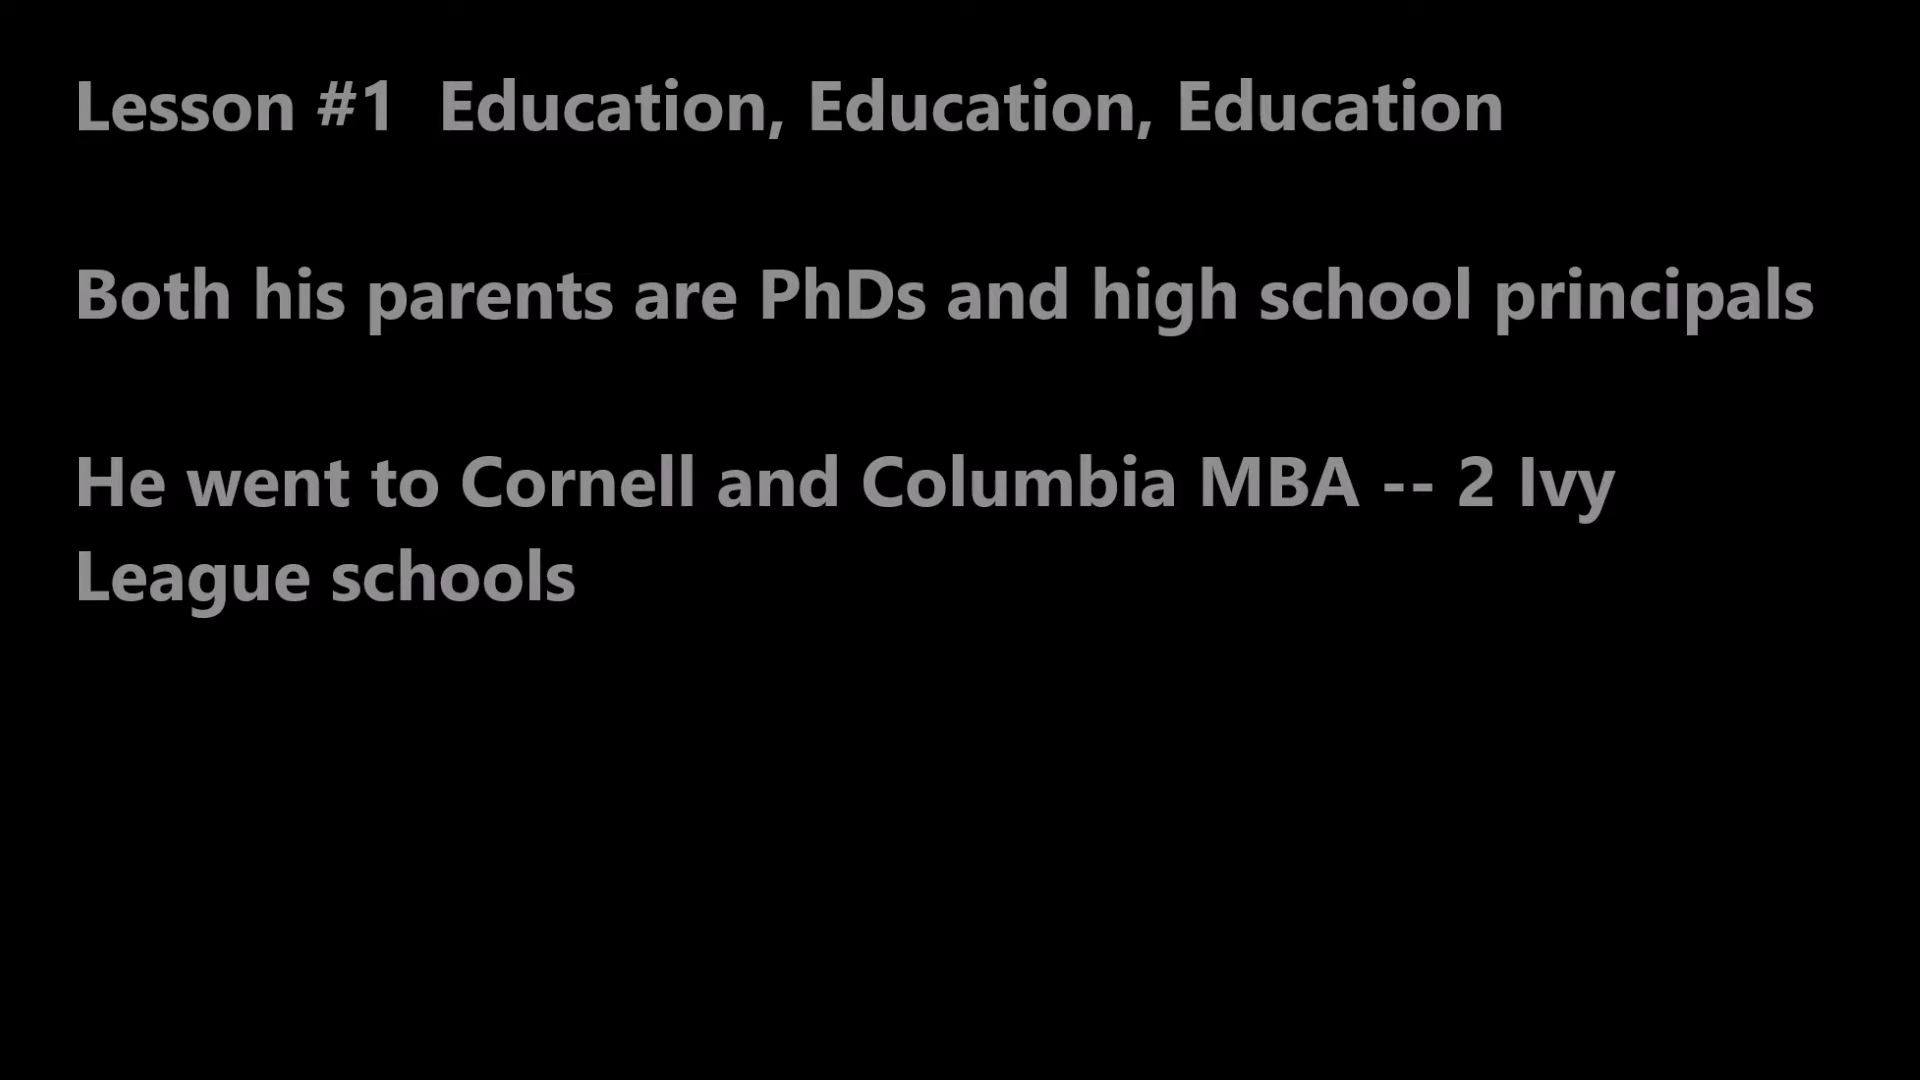 Lesson #1  Education, Education, Education
Both his parents are PhDs and high school principals
He went to Cornell and Columbia MBA -- 2 Ivy
League schools